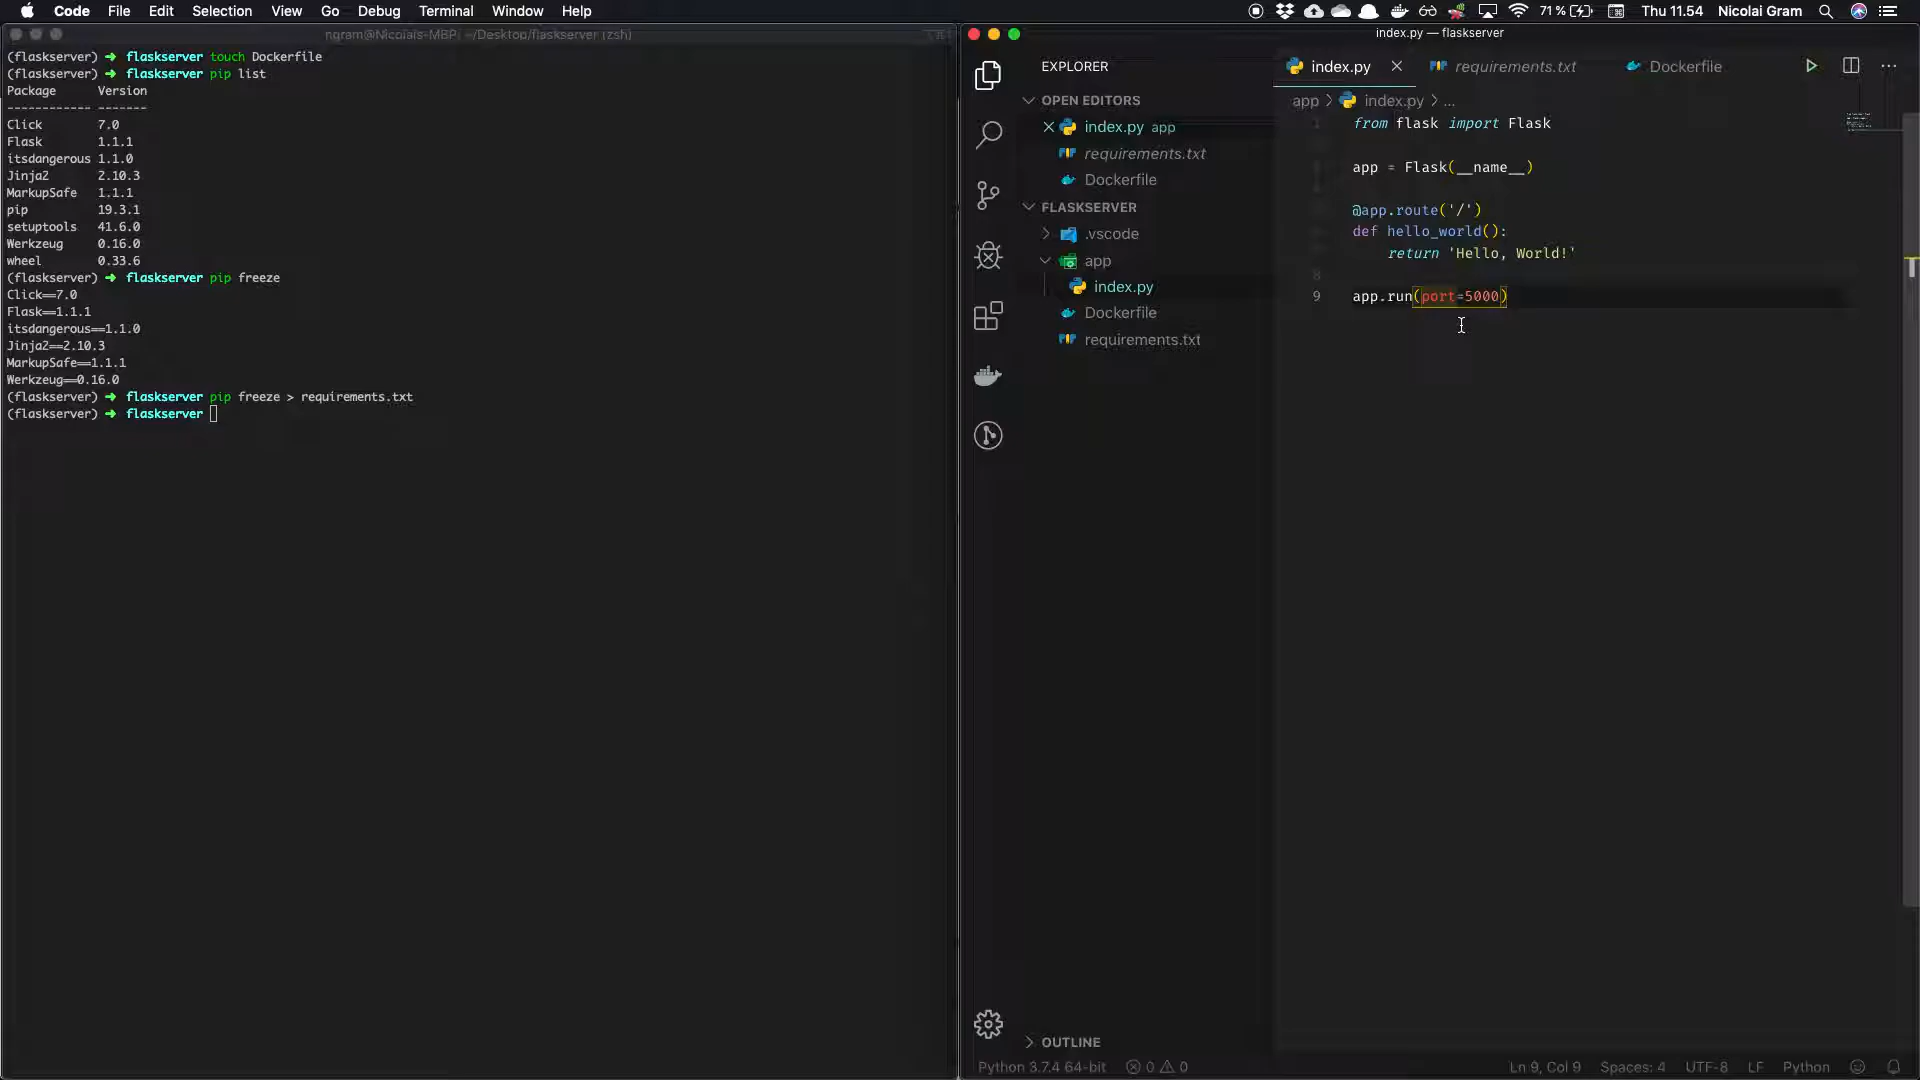 Code File Edit Selection View Go Debug Terminal Window Help
71% Thu 11.54 Nicolai Gram
ngram@Nicolais-MBP: ~/Desktop/flaskserver (zsh)
(flaskserver) ➜ flaskserver touch Dockerfile
(flaskserver) ➜ flaskserver pip list
Package Version
------------ -------
Click 7.0
Flask 1.1.1
itsdangerous 1.1.0
Jinja2 2.10.3
MarkupSafe 1.1.1
pip 19.3.1
setuptools 41.6.0
Werkzeug 0.16.0
wheel 0.33.6
(flaskserver) ➜ flaskserver pip freeze
Click==7.0
Flask==1.1.1
itsdangerous==1.1.0
Jinja2==2.10.3
MarkupSafe==1.1.1
Werkzeug==0.16.0
(flaskserver) ➜ flaskserver pip freeze > requirements.txt
(flaskserver) ➜ flaskserver
index.py — flaskserver
EXPLORER
OPEN EDITORS
index.py app
requirements.txt
Dockerfile
FLASKSERVER
.vscode
app
index.py
Dockerfile
requirements.txt
OUTLINE
index.py requirements.txt Dockerfile
app > index.py > ...
1 from flask import Flask
app = Flask(__name__)
@app.route('/')
def hello_world():
return 'Hello, World!'
8
9 app.run(port=5000)
Python 3.7.4 64-bit 0 0 Ln 9, Col 9 Spaces: 4 UTF-8 LF Python